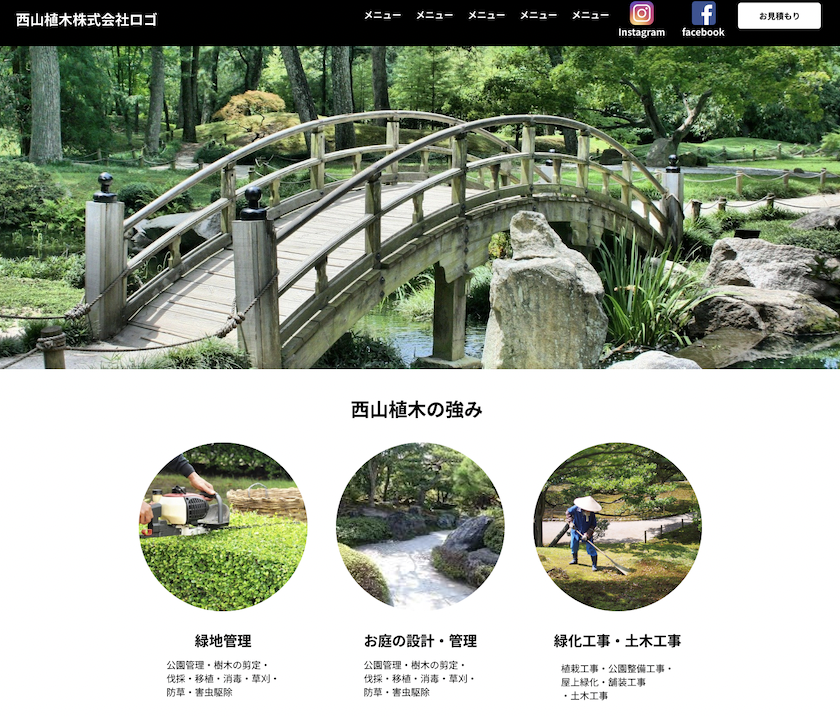 西山植木株式会社ロゴ
メニュー メニュー メニュー メニュー メニュー
Instagram
facebook
お見積もり
西山植木の強み
緑地管理
公園管理・樹木の剪定・
伐採・移植・消毒・草刈・
防草・害虫駆除
お庭の設計・管理
公園管理・樹木の剪定・
伐採・移植・消毒・草刈・
防草・害虫駆除
緑化工事・土木工事
植栽工事・公園整備工事・
屋上緑化・舗装工事
・土木工事